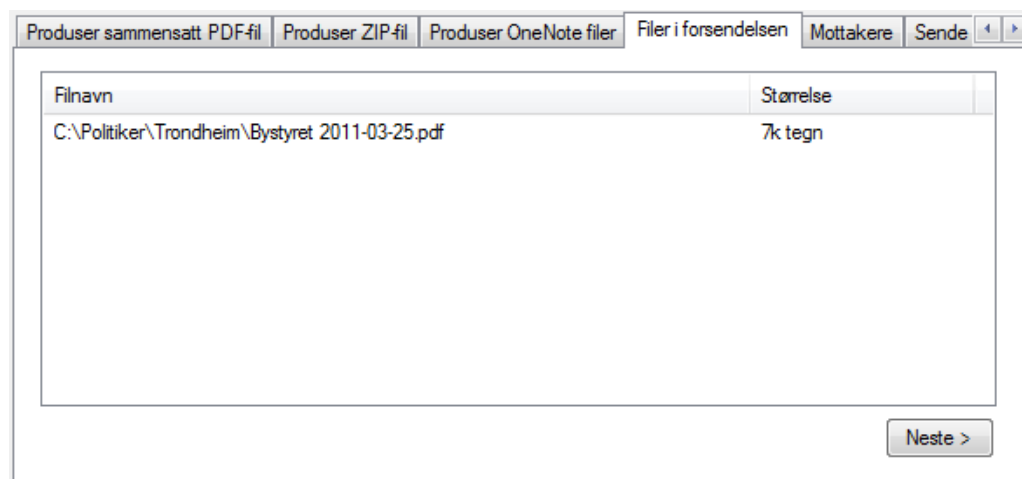 Produser sammensatt PDF-fil Produser ZIP-fil Produser OneNote filer Filer i forsendelsen Mottakere Sende
Filnavn Størrelse
C:\Politiker\Trondheim\Bystyret 2011-03-25.pdf 7k tegn
Neste >